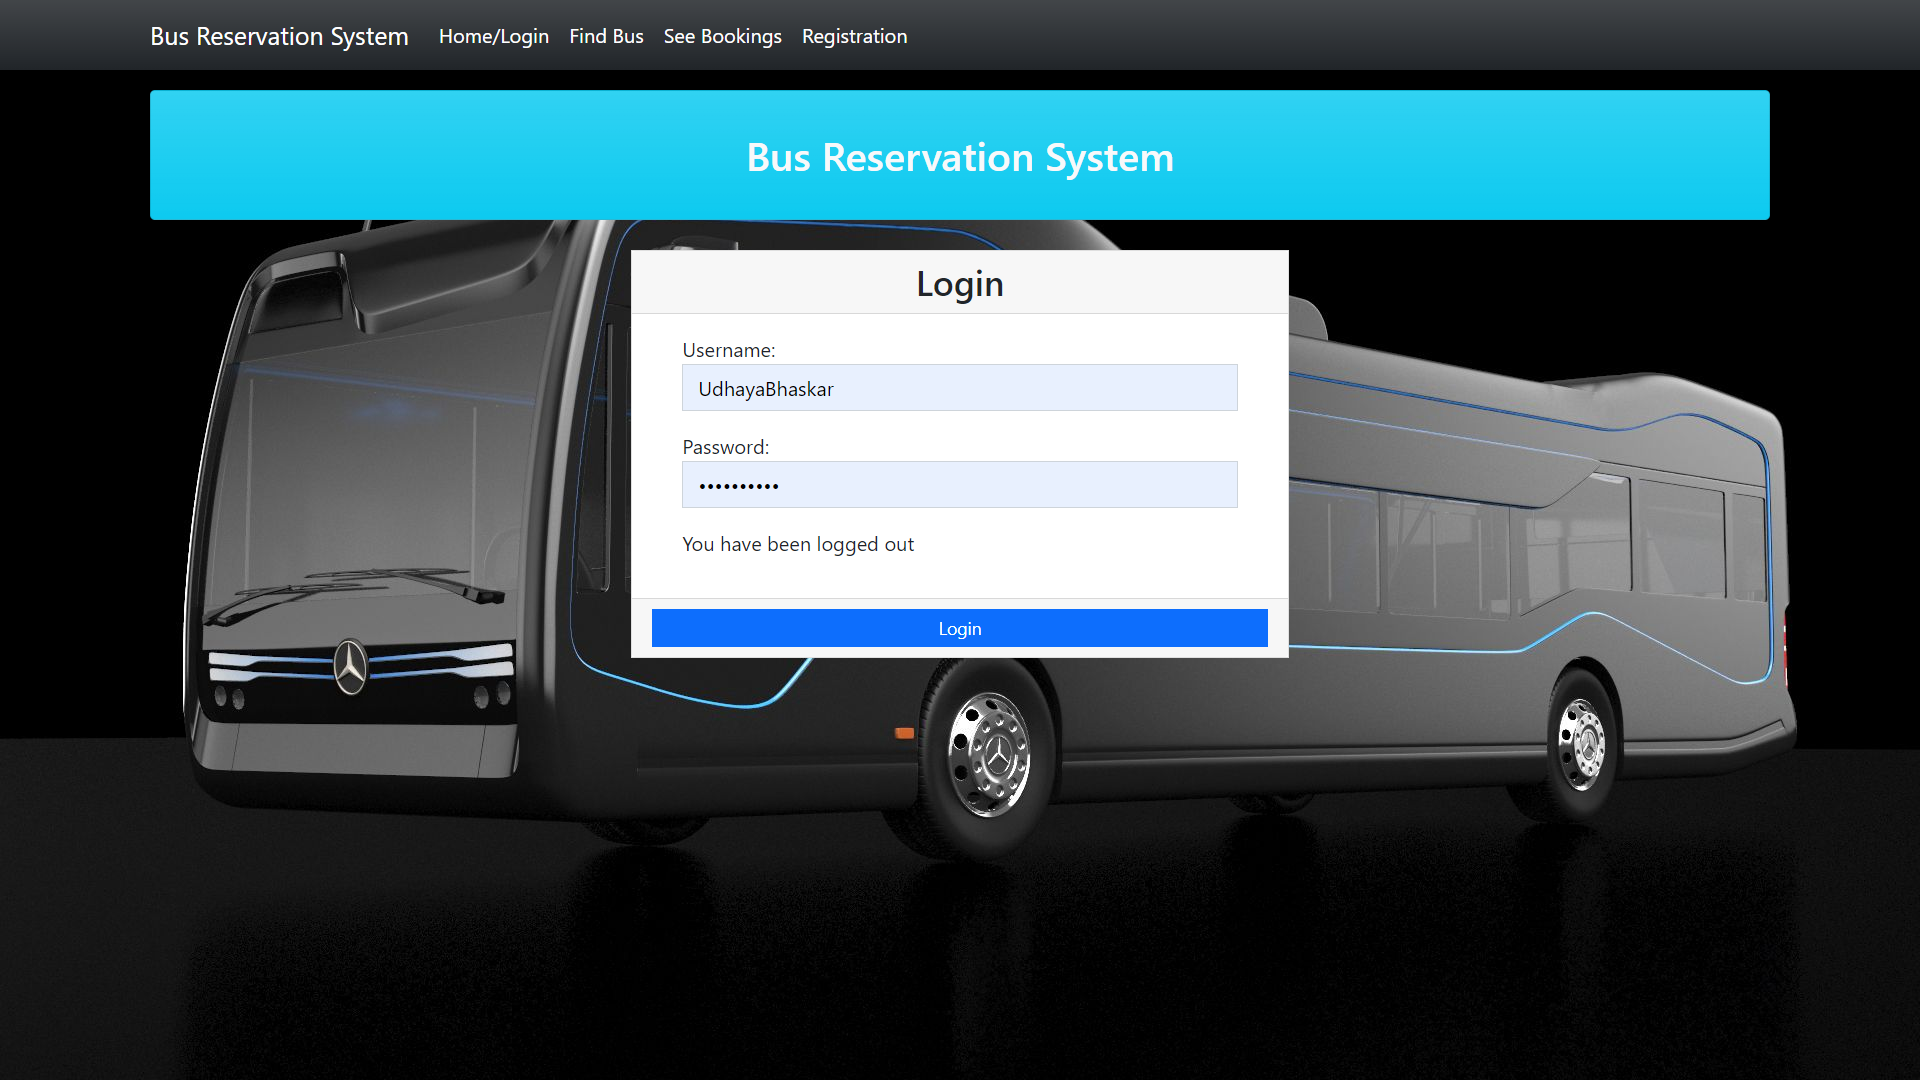 Bus Reservation System Home/Login Find Bus See Bookings Registration
Bus Reservation System
Login
Username:
UdhayaBhaskar
Password:
••••••••••
You have been logged out
Login